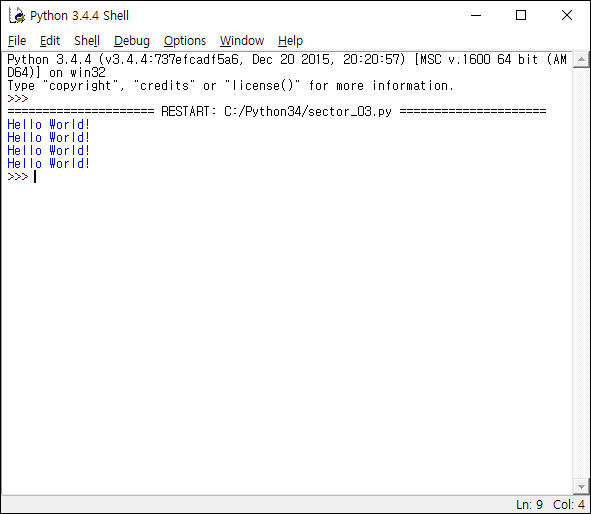 Python 3.4.4 Shell
File Edit Shell Debug Options Window Help
Python 3.4.4 (v3.4.4:737efcadf5a6, Dec 20 2015, 20:20:57) [MSC v.1600 64 bit (AM
D64)] on win32
Type "copyright", "credits" or "license()" for more information.
>>>
===================== RESTART: C:/Python34/sector_03.py =====================
Hello World!
Hello World!
Hello World!
Hello World!
>>>
Ln: 9 Col: 4